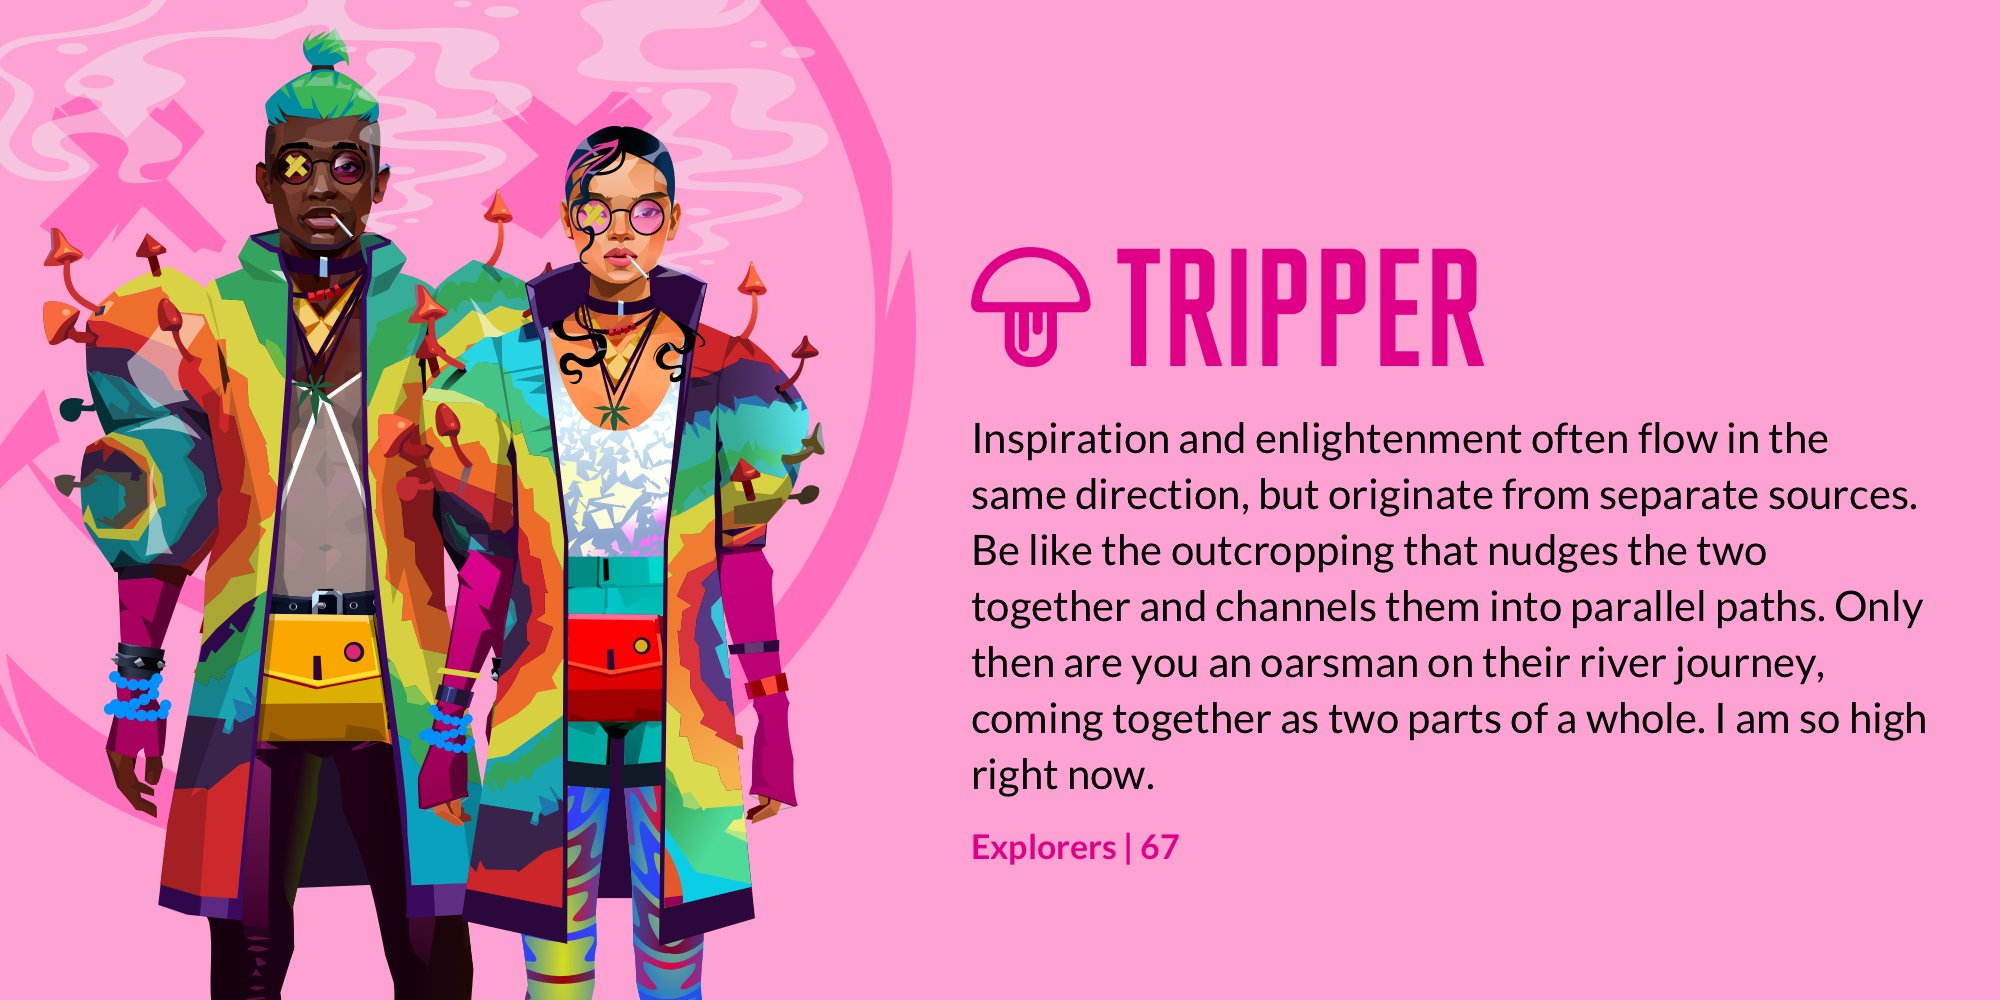 TRIPPER
Inspiration and enlightenment often flow in the
same direction, but originate from separate sources.
Be like the outcropping that nudges the two
together and channels them into parallel paths. Only
then are you an oarsman on their river journey,
coming together as two parts of a whole. I am so high
right now.
Explorers | 67